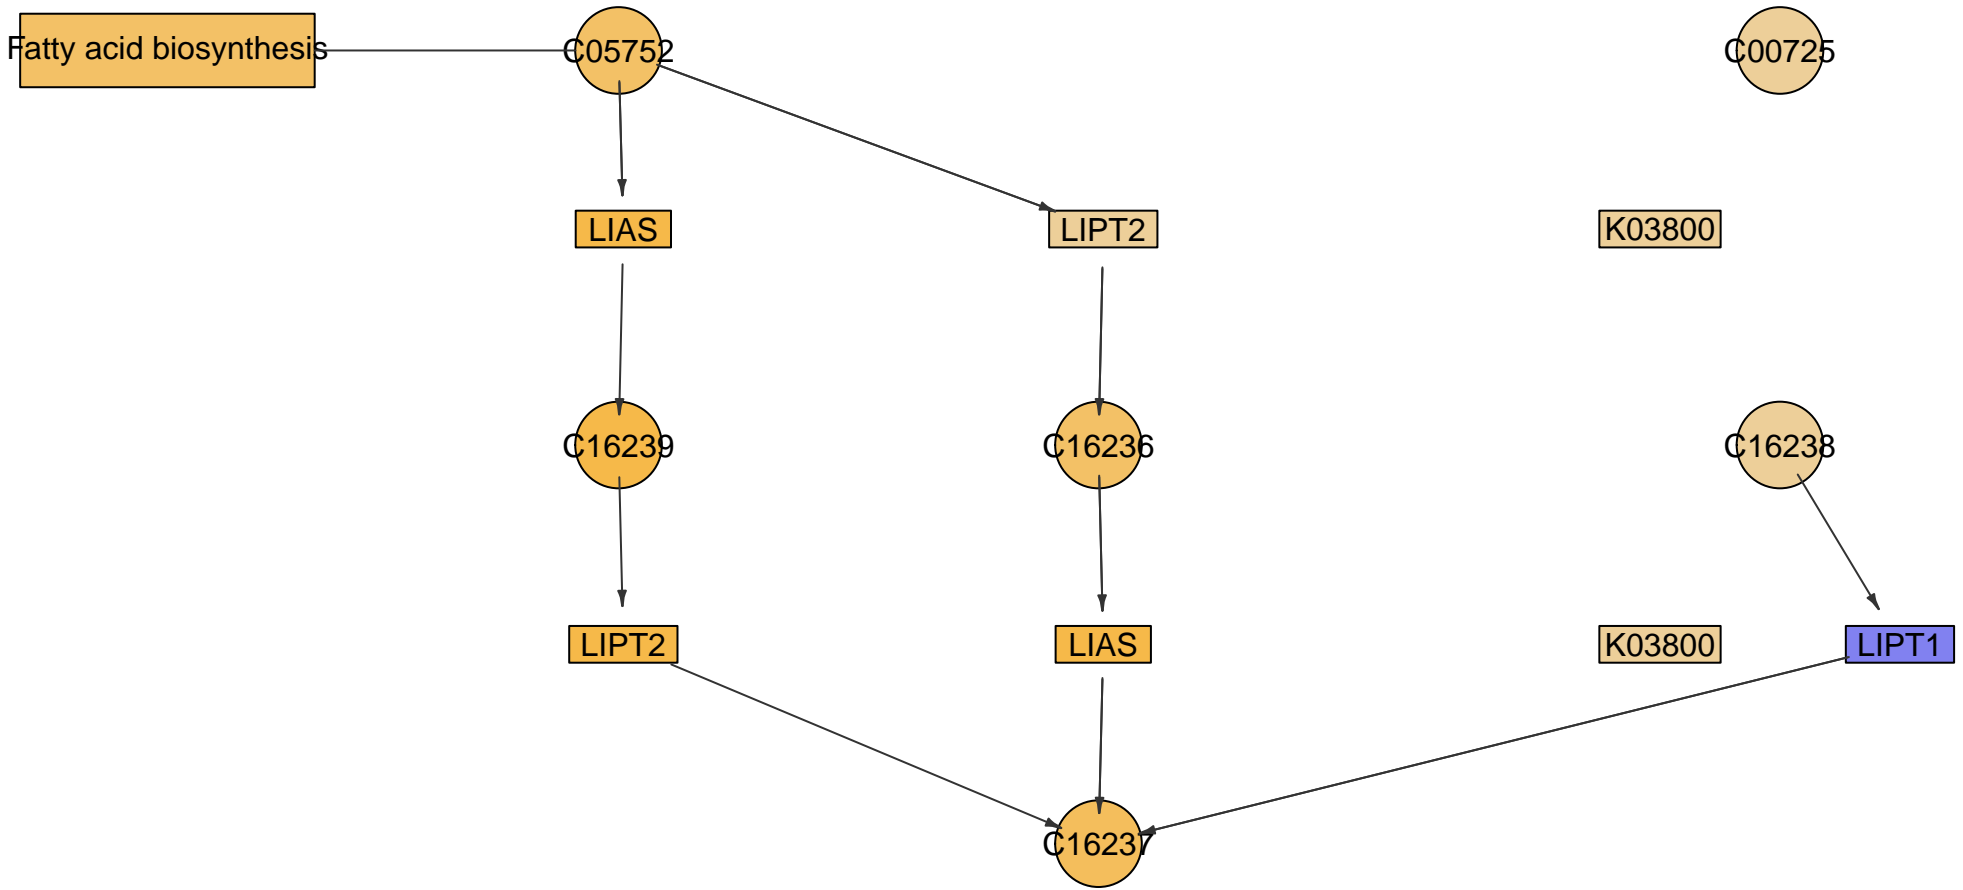 Fatty acid biosynthesis
C05752
C00725
LIAS
LIPT2
K03800
C16239
C16236
C16238
LIPT2
LIAS
K03800
LIPT1
C16237